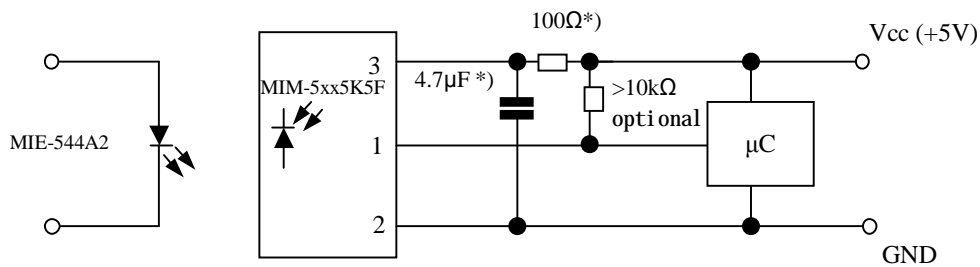 100Ω*)
Vcc (+5V)
3
4.7µF *)
MIM-5xx5K5F
>10kΩ
optional
MIE-544A2
1
µC
2
GND